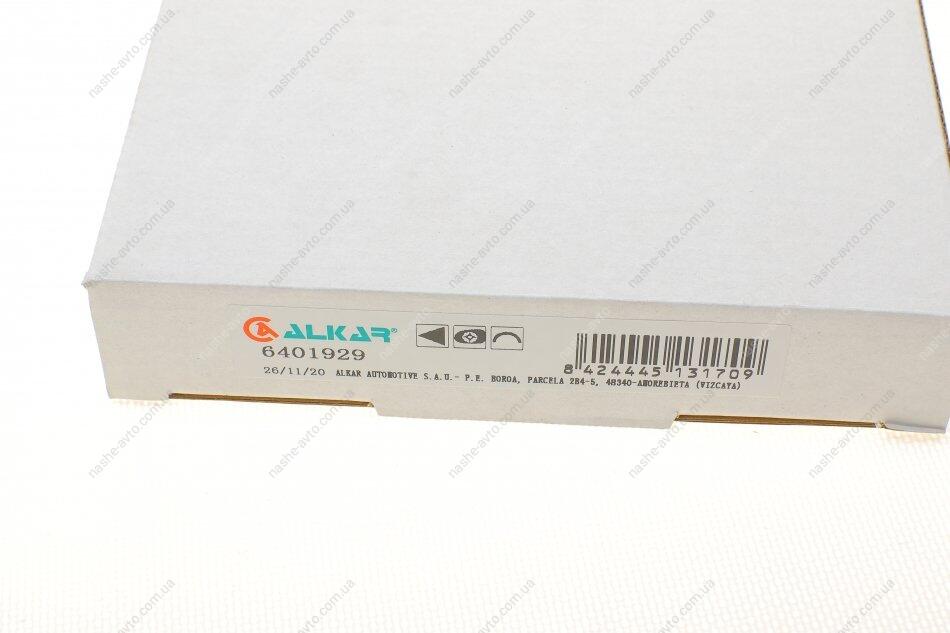 ALKAR®
6401929
8 424445 131709
26/11/20 ALKAR AUTOMOTIVE S.A.U.- P.E. BOROA, PARCELA 2B4-5, 48340-AMOREBIETA (VIZCAYA)
nashe-avto.com.ua